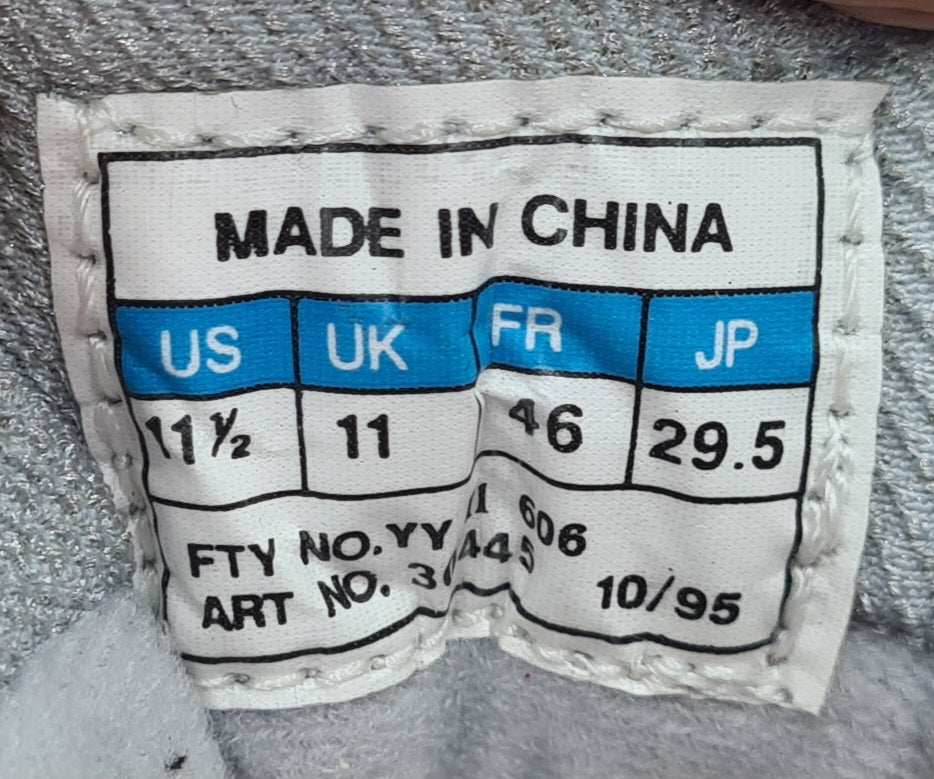 MADE IN CHINA
US UK FR JP
11½ 11 46 29.5
FTY NO. YY
ART NO. 10/95